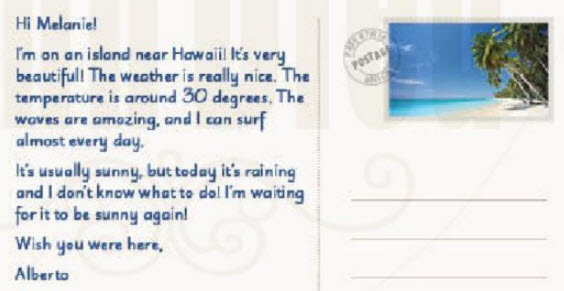 Hi Melanie!
I'm on an island near Hawaii! It's very
beautiful! The weather is really nice. The
temperature is around 30 degrees. The
waves are amazing, and I can surf
almost every day.
It's usually sunny, but today it's raining
and I don't know what to do! I'm waiting
for it to be sunny again!
Wish you were here,
Alberto
POSTAGE